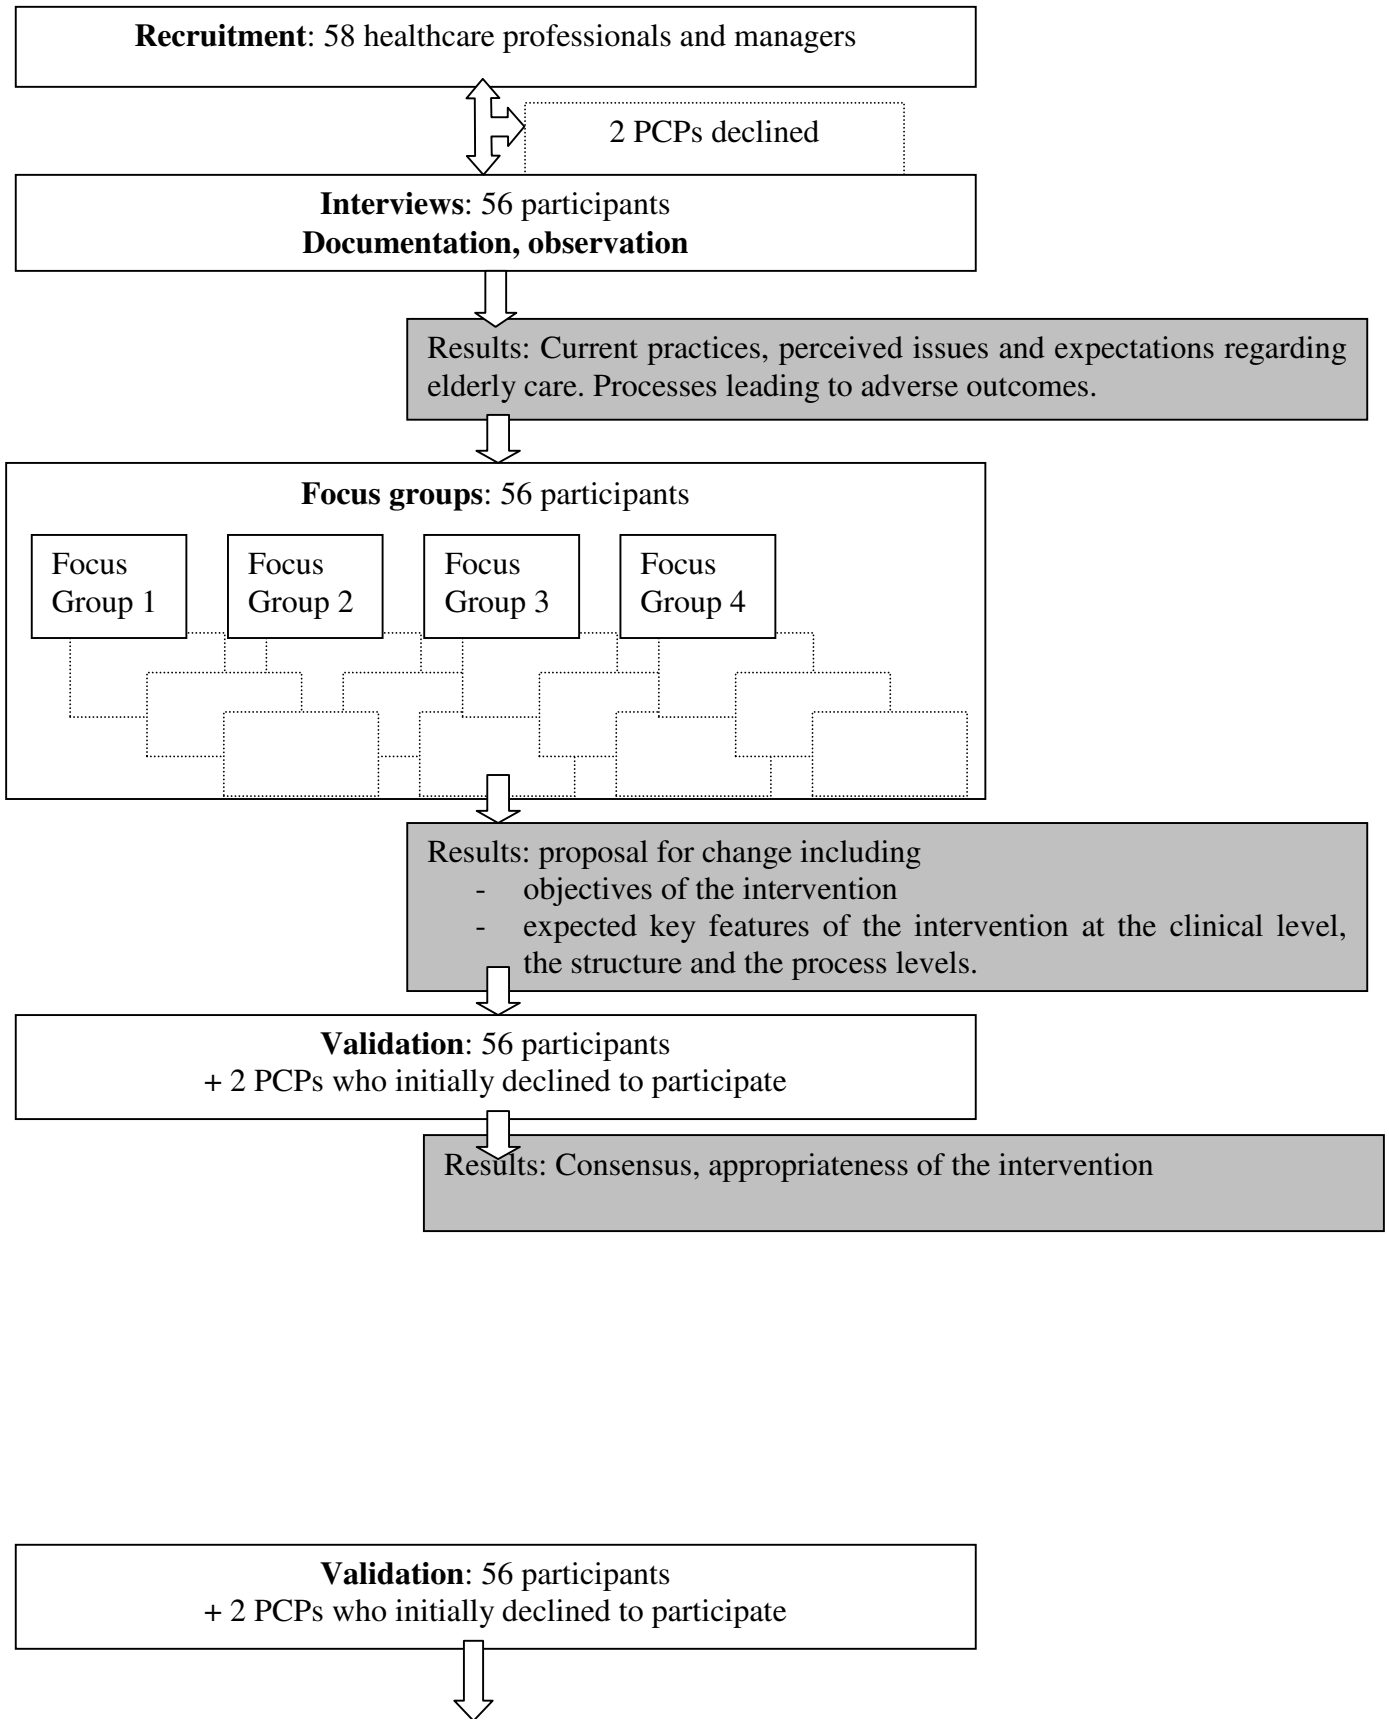 Recruitment: 58 healthcare professionals and managers
2 PCPs declined
Interviews: 56 participants
Documentation, observation
Results: Current practices, perceived issues and expectations regarding
elderly care. Processes leading to adverse outcomes.
Focus groups: 56 participants
Focus
Group 1
Focus
Group 2
Focus
Group 3
Focus
Group 4
Results: proposal for change including
- objectives of the intervention
- expected key features of the intervention at the clinical level,
the structure and the process levels.
Validation: 56 participants
+ 2 PCPs who initially declined to participate
Results: Consensus, appropriateness of the intervention
Validation: 56 participants
+ 2 PCPs who initially declined to participate